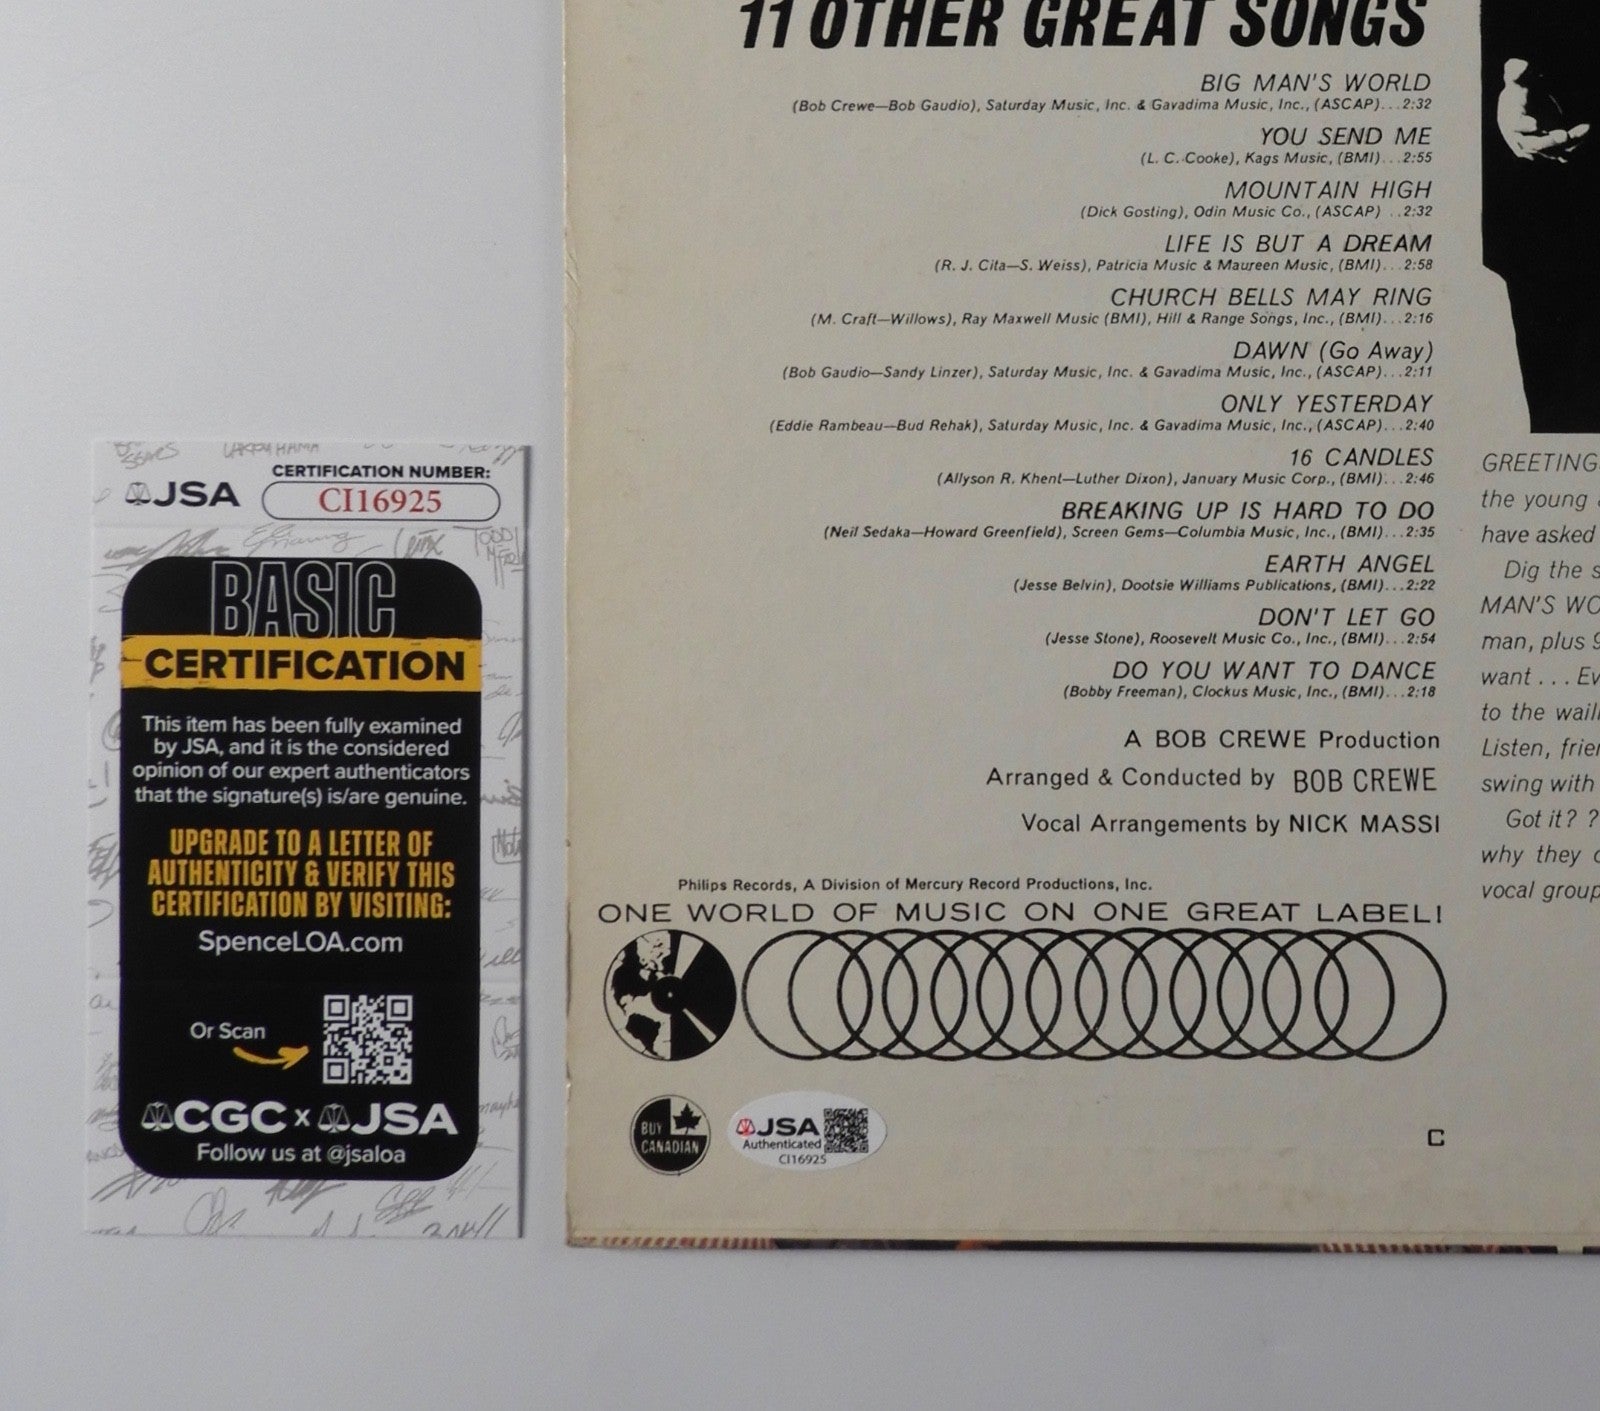 CERTIFICATION NUMBER:
JSA
CI16925
BASIC
CERTIFICATION
This item has been fully examined
by JSA, and it is the considered
opinion of our expert authenticators
that the signature(s) is/are genuine.
UPGRADE TO A LETTER OF
AUTHENTICITY & VERIFY THIS
CERTIFICATION BY VISITING:
SpenceLOA.com
Or Scan
CGC x JSA
Follow us at @jsaloa
11 OTHER GREAT SONGS
BIG MAN'S WORLD
(Bob Crewe—Bob Gaudio), Saturday Music, Inc. & Gavadima Music, Inc., (ASCAP)...2:32
YOU SEND ME
(L. C. Cooke), Kags Music, (BMI)...2:55
MOUNTAIN HIGH
(Dick Gosting), Odin Music Co., (ASCAP) ..2:32
LIFE IS BUT A DREAM
(R. J. Cita—S. Weiss), Patricia Music & Maureen Music, (BMI)...2:58
CHURCH BELLS MAY RING
(M. Craft—Willows), Ray Maxwell Music (BMI), Hill & Range Songs, Inc., (BMI)...2:16
DAWN (Go Away)
(Bob Gaudio—Sandy Linzer), Saturday Music, Inc. & Gavadima Music, Inc., (ASCAP)...2:11
ONLY YESTERDAY
(Eddie Rambeau—Bud Rehak), Saturday Music, Inc. & Gavadima Music, Inc., (ASCAP)...2:40
16 CANDLES
(Allyson R. Khent—Luther Dixon), January Music Corp., (BMI)...2:46
BREAKING UP IS HARD TO DO
(Neil Sedaka—Howard Greenfield), Screen Gems—Columbia Music, Inc., (BMI)...2:35
EARTH ANGEL
(Jesse Belvin), Dootsie Williams Publications, (BMI)...2:22
DON'T LET GO
(Jesse Stone), Roosevelt Music Co., Inc., (BMI)...2:54
DO YOU WANT TO DANCE
(Bobby Freeman), Clockus Music, Inc., (BMI)...2:18
A BOB CREWE Production
Arranged & Conducted by BOB CREWE
Vocal Arrangements by NICK MASSI
Philips Records, A Division of Mercury Record Productions, Inc.
ONE WORLD OF MUSIC ON ONE GREAT LABEL!
BUY
CANADIAN
JSA
Authenticated
CI16925
C
GREETING
the young
have asked
Dig the s
MAN'S WO
man, plus 9
want ... Ev
to the waili
Listen, frie
swing with
Got it? ?
why they
vocal group